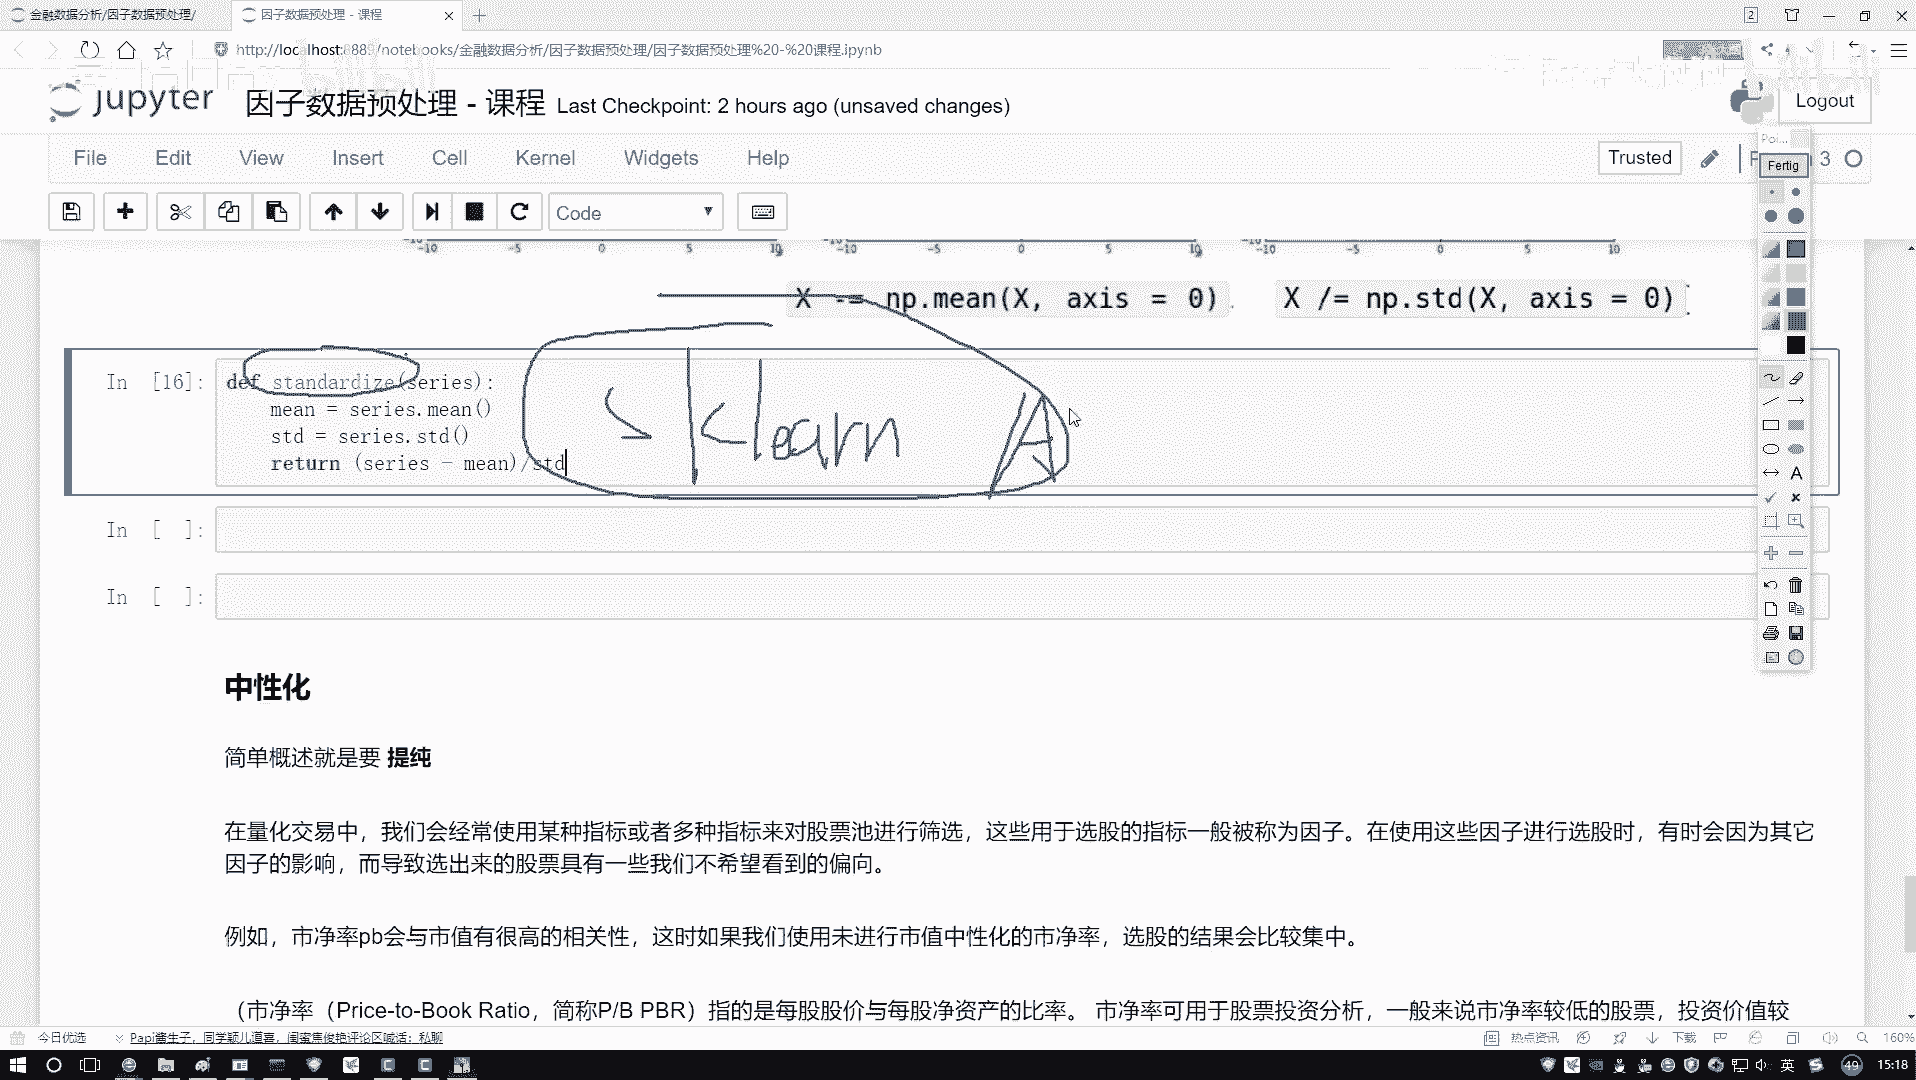 金融数据分析/因子数据预处理/
因子数据预处理 - 课程
2
http://localhost:8889/notebooks/金融数据分析/因子数据预处理/因子数据预处理%20-%20课程.ipynb
jupyter
因子数据预处理 - 课程 Last Checkpoint: 2 hours ago (unsaved changes)
Logout
File Edit View Insert Cell Kernel Widgets Help
Trusted
3
Fertig
Code
-10 -5 0 5 10 -10 -5 0 5 10 -10 -5 0 5 10
X -= np.mean(X, axis = 0) X /= np.std(X, axis = 0)
In [16]: def standardize(series):
mean = series.mean()
std = series.std()
return (series - mean)/std
sklearn A
In [ ]:
In [ ]:
中性化
简单概述就是要 提纯
在量化交易中，我们会经常使用某种指标或者多种指标来对股票池进行筛选，这些用于选股的指标一般被称为因子。在使用这些因子进行选股时，有时会因为其它
因子的影响，而导致选出来的股票具有一些我们不希望看到的偏向。
例如，市净率pb会与市值有很高的相关性，这时如果我们使用未进行市值中性化的市净率，选股的结果会比较集中。
（市净率（Price-to-Book Ratio，简称P/B PBR）指的是每股股价与每股净资产的比率。 市净率可用于股票投资分析，一般来说市净率较低的股票，投资价值较
今日优选 Papi酱生子，同学颖儿道喜，闺蜜焦俊艳评论区喊话：私聊
热点资讯 下载 160%
英 49 15:18